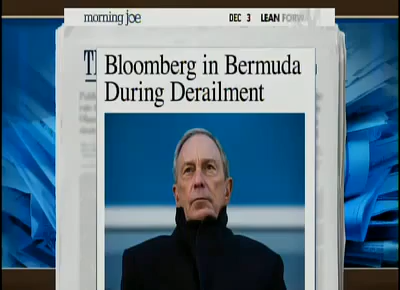 morning joe DEC 3 LEAN FORW
Bloomberg in Bermuda
During Derailment